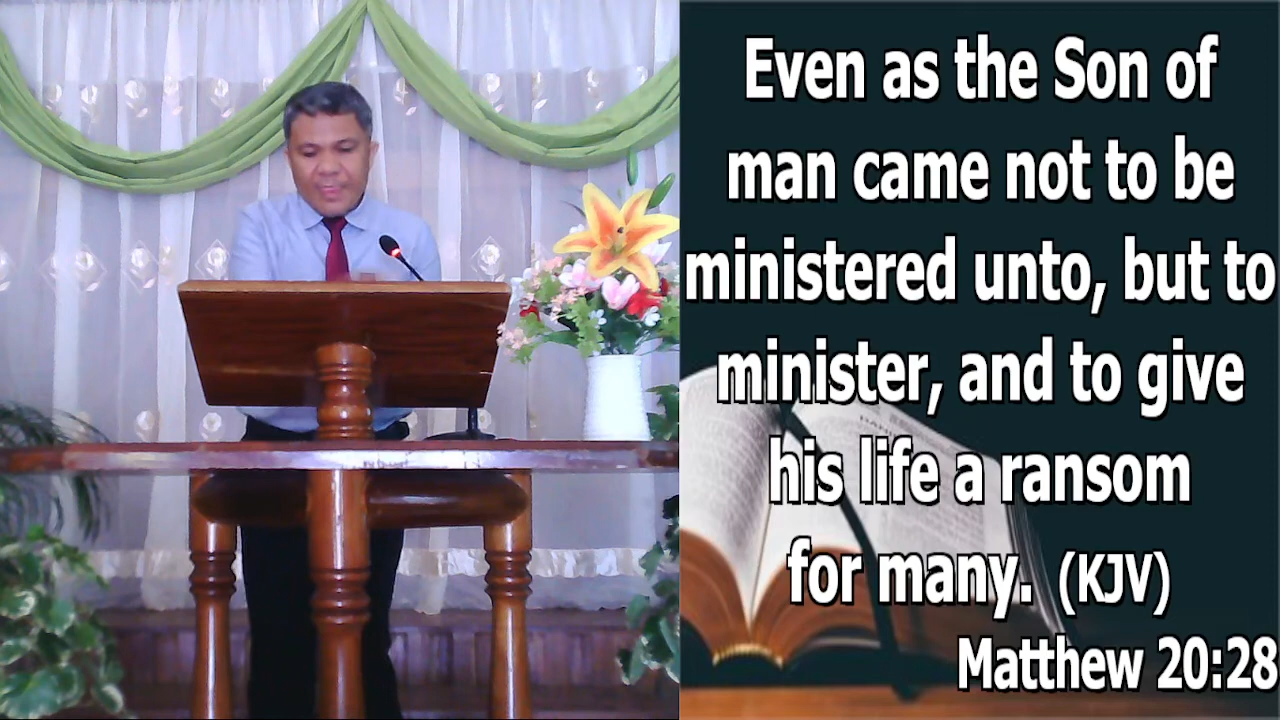 Even as the Son of
man came not to be
ministered unto, but to
minister, and to give
his life a ransom
for many. (KJV)
Matthew 20:28